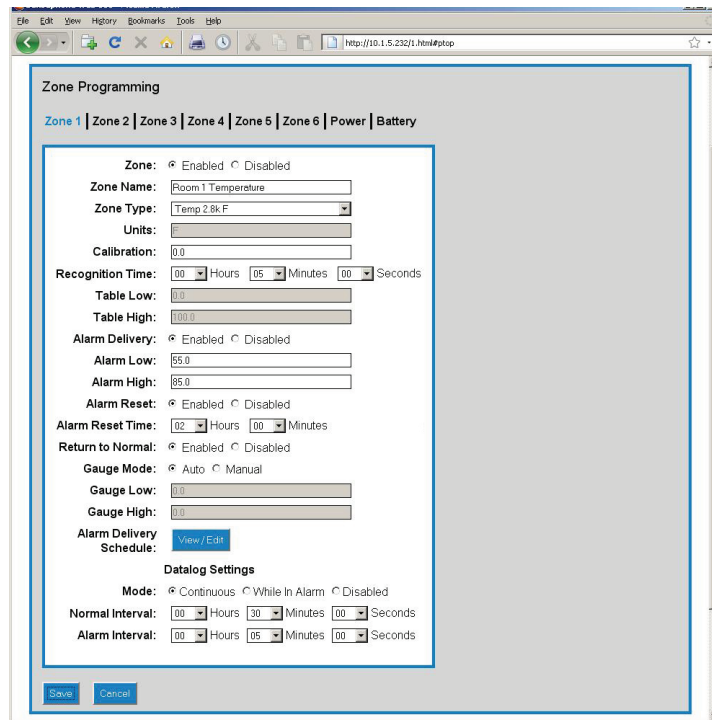 File Edit View History Bookmarks Tools Help
http://10.1.5.232/1.html#ptop
Zone Programming
Zone 1 | Zone 2 | Zone 3 | Zone 4 | Zone 5 | Zone 6 | Power | Battery
Zone: Enabled Disabled
Zone Name: Room 1 Temperature
Zone Type: Temp 2.8k F
Units: F
Calibration: 0.0
Recognition Time: 00 Hours 05 Minutes 00 Seconds
Table Low: 0.0
Table High: 100.0
Alarm Delivery: Enabled Disabled
Alarm Low: 55.0
Alarm High: 85.0
Alarm Reset: Enabled Disabled
Alarm Reset Time: 02 Hours 00 Minutes
Return to Normal: Enabled Disabled
Gauge Mode: Auto Manual
Gauge Low: 0.0
Gauge High: 0.0
Alarm Delivery
Schedule: View / Edit
Datalog Settings
Mode: Continuous While In Alarm Disabled
Normal Interval: 00 Hours 30 Minutes 00 Seconds
Alarm Interval: 00 Hours 05 Minutes 00 Seconds
Save Cancel